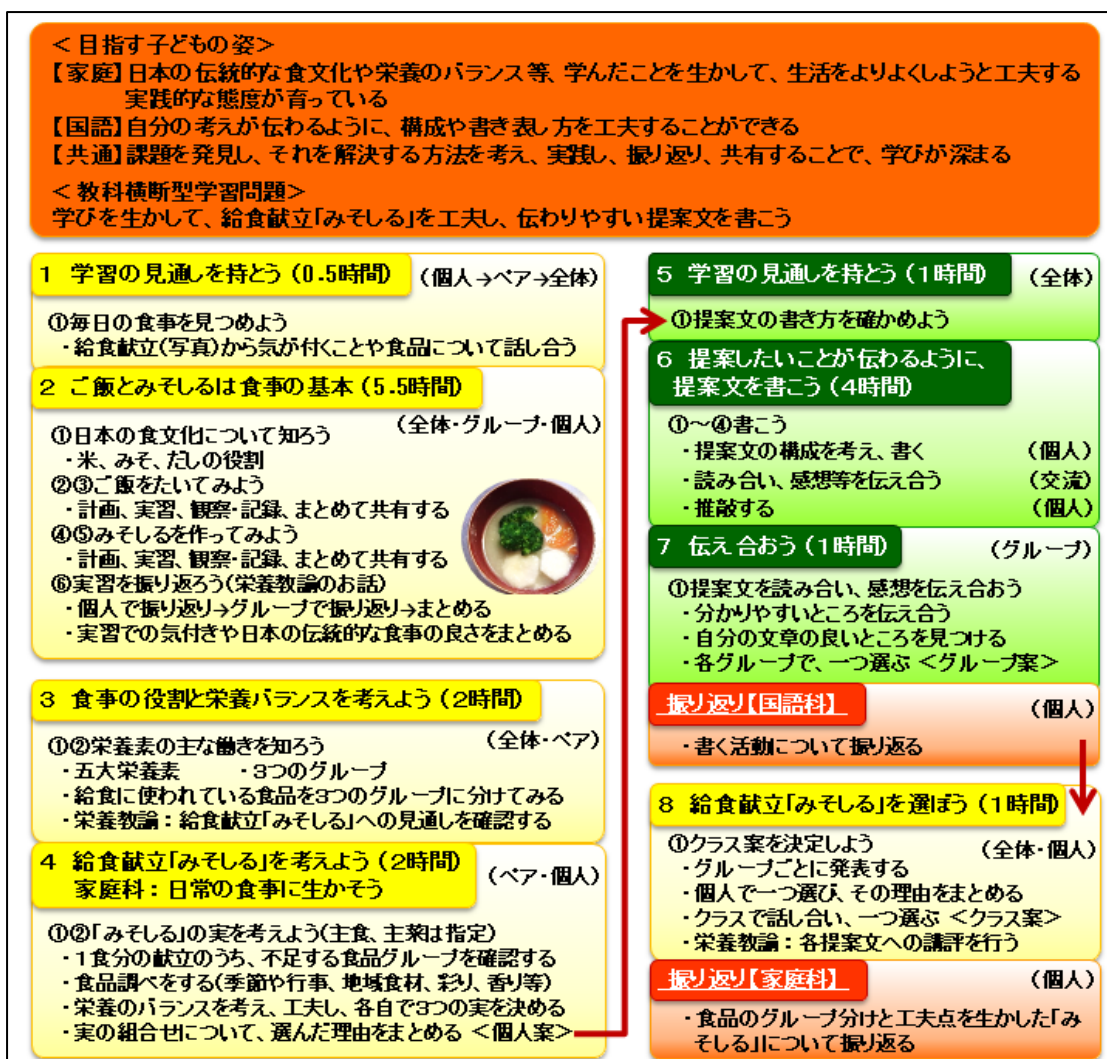 ＜目指す子どもの姿＞
【家庭】日本の伝統的な食文化や栄養のバランス等、学んだことを生かして、生活をよりよくしようと工夫する
実践的な態度が育っている
【国語】自分の考えが伝わるように、構成や書き表し方を工夫することができる
【共通】課題を発見し、それを解決する方法を考え、実践し、振り返り、共有することで、学びが深まる
＜教科横断型学習問題＞
学びを生かして、給食献立「みそしる」を工夫し、伝わりやすい提案文を書こう
1 学習の見通しを持とう（0.5時間）（個人→ペア→全体）
①毎日の食事を見つめよう
・給食献立(写真)から気が付くことや食品について話し合う
2 ご飯とみそしるは食事の基本（5.5時間）
（全体・グループ・個人）
①日本の食文化について知ろう
・米、みそ、だしの役割
②③ご飯をたいてみよう
・計画、実習、観察・記録、まとめて共有する
④⑤みそしるを作ってみよう
・計画、実習、観察・記録、まとめて共有する
⑥実習を振り返ろう(栄養教諭のお話)
・個人で振り返り→グループで振り返り→まとめる
・実習での気付きや日本の伝統的な食事の良さをまとめる
3 食事の役割と栄養バランスを考えよう（2時間）
（全体・ペア）
①②栄養素の主な働きを知ろう
・五大栄養素 ・3つのグループ
・給食に使われている食品を3つのグループに分けてみる
・栄養教諭：給食献立「みそしる」への見通しを確認する
4 給食献立「みそしる」を考えよう（2時間）
家庭科：日常の食事に生かそう
（ペア・個人）
①②「みそしる」の実を考えよう(主食、主菜は指定)
・1食分の献立のうち、不足する食品グループを確認する
・食品調べをする(季節や行事、地域食材、彩り、香り等)
・栄養のバランスを考え、工夫し、各自で3つの実を決める
・実の組合せについて、選んだ理由をまとめる ＜個人案＞
5 学習の見通しを持とう（1時間）（全体）
①提案文の書き方を確かめよう
6 提案したいことが伝わるように、
提案文を書こう（4時間）
①～④書こう
・提案文の構成を考え、書く（個人）
・読み合い、感想等を伝え合う（交流）
・推敲する（個人）
7 伝え合おう（1時間）（グループ）
①提案文を読み合い、感想を伝え合おう
・分かりやすいところを伝え合う
・自分の文章の良いところを見つける
・各グループで、一つ選ぶ ＜グループ案＞
振り返り【国語科】（個人）
・書く活動について振り返る
8 給食献立「みそしる」を選ぼう（1時間）
①クラス案を決定しよう（全体・個人）
・グループごとに発表する
・個人で一つ選び、その理由をまとめる
・クラスで話し合い、一つ選ぶ ＜クラス案＞
・栄養教諭：各提案文への講評を行う
振り返り【家庭科】（個人）
・食品のグループ分けと工夫点を生かした「み
そしる」について振り返る